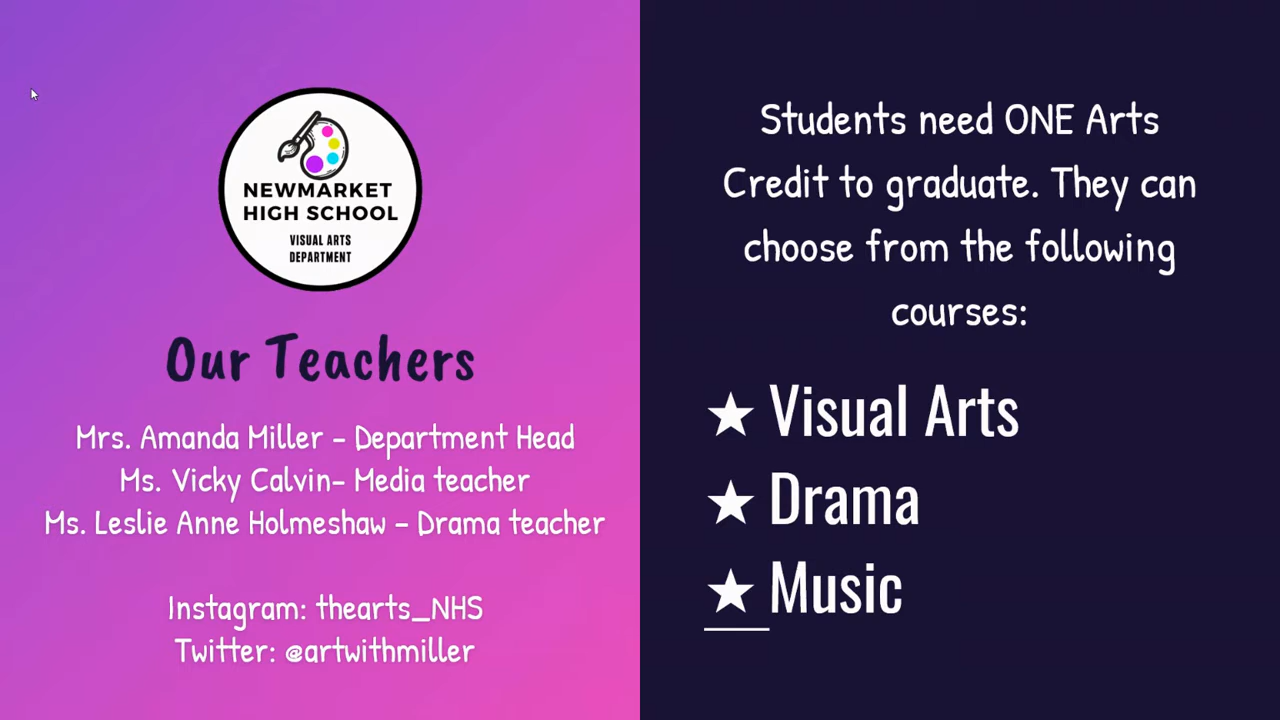 NEWMARKET
HIGH SCHOOL
VISUAL ARTS
DEPARTMENT
Our Teachers
Mrs. Amanda Miller - Department Head
Ms. Vicky Calvin- Media teacher
Ms. Leslie Anne Holmeshaw - Drama teacher
Instagram: thearts_NHS
Twitter: @artwithmiller
Students need ONE Arts
Credit to graduate. They can
choose from the following
courses:
★ Visual Arts
★ Drama
★ Music